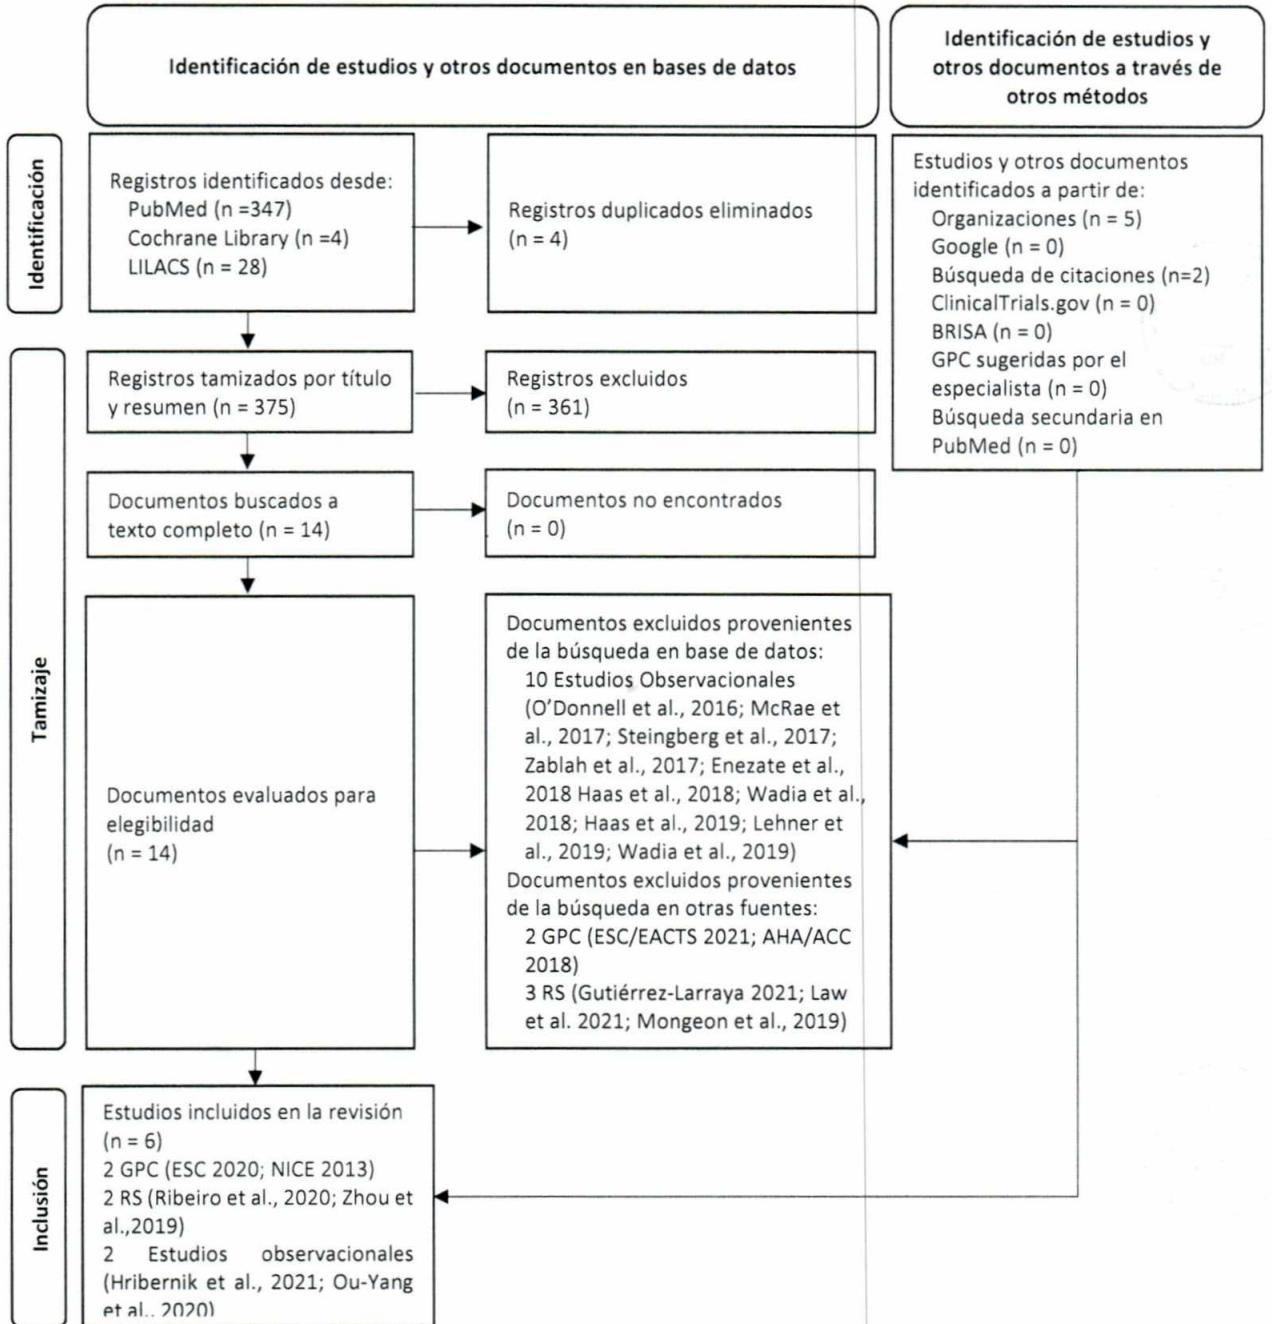 Identificación de estudios y otros documentos en bases de datos
Identificación de estudios y
otros documentos a través de
otros métodos
Identificación
Registros identificados desde:
PubMed (n =347)
Cochrane Library (n =4)
LILACS (n = 28)
Registros duplicados eliminados
(n = 4)
Estudios y otros documentos
identificados a partir de:
Organizaciones (n = 5)
Google (n = 0)
Búsqueda de citaciones (n=2)
ClinicalTrials.gov (n = 0)
BRISA (n = 0)
GPC sugeridas por el
especialista (n = 0)
Búsqueda secundaria en
PubMed (n = 0)
Tamizaje
Registros tamizados por título
y resumen (n = 375)
Registros excluidos
(n = 361)
Documentos buscados a
texto completo (n = 14)
Documentos no encontrados
(n = 0)
Documentos evaluados para
elegibilidad
(n = 14)
Documentos excluidos provenientes
de la búsqueda en base de datos:
10 Estudios Observacionales
(O'Donnell et al., 2016; McRae et
al., 2017; Steingberg et al., 2017;
Zablah et al., 2017; Enezate et al.,
2018 Haas et al., 2018; Wadia et al.,
2018; Haas et al., 2019; Lehner et
al., 2019; Wadia et al., 2019)
Documentos excluidos provenientes
de la búsqueda en otras fuentes:
2 GPC (ESC/EACTS 2021; AHA/ACC
2018)
3 RS (Gutiérrez-Larraya 2021; Law
et al. 2021; Mongeon et al., 2019)
Inclusión
Estudios incluidos en la revisión
(n = 6)
2 GPC (ESC 2020; NICE 2013)
2 RS (Ribeiro et al., 2020; Zhou et
al.,2019)
2 Estudios observacionales
(Hribernik et al., 2021; Ou-Yang
et al., 2020)